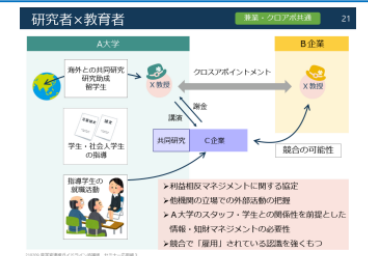 研究者×教育者
兼業・クロアポ共通
21
A大学
B企業
海外との共同研究
研究助成
留学生
X教授
クロスアポイントメント
X教授
謝金
講演
学生・社会人学生
の指導
共同研究
C企業
競合の可能性
指導学生の
就職活動
➤利益相反マネジメントに関する協定
➤他機関の立場での外部活動の把握
➤A大学のスタッフ・学生との関係性を前提とした
情報・知財マネジメントの必要性
➤競合で「雇用」されている認識を強くもつ